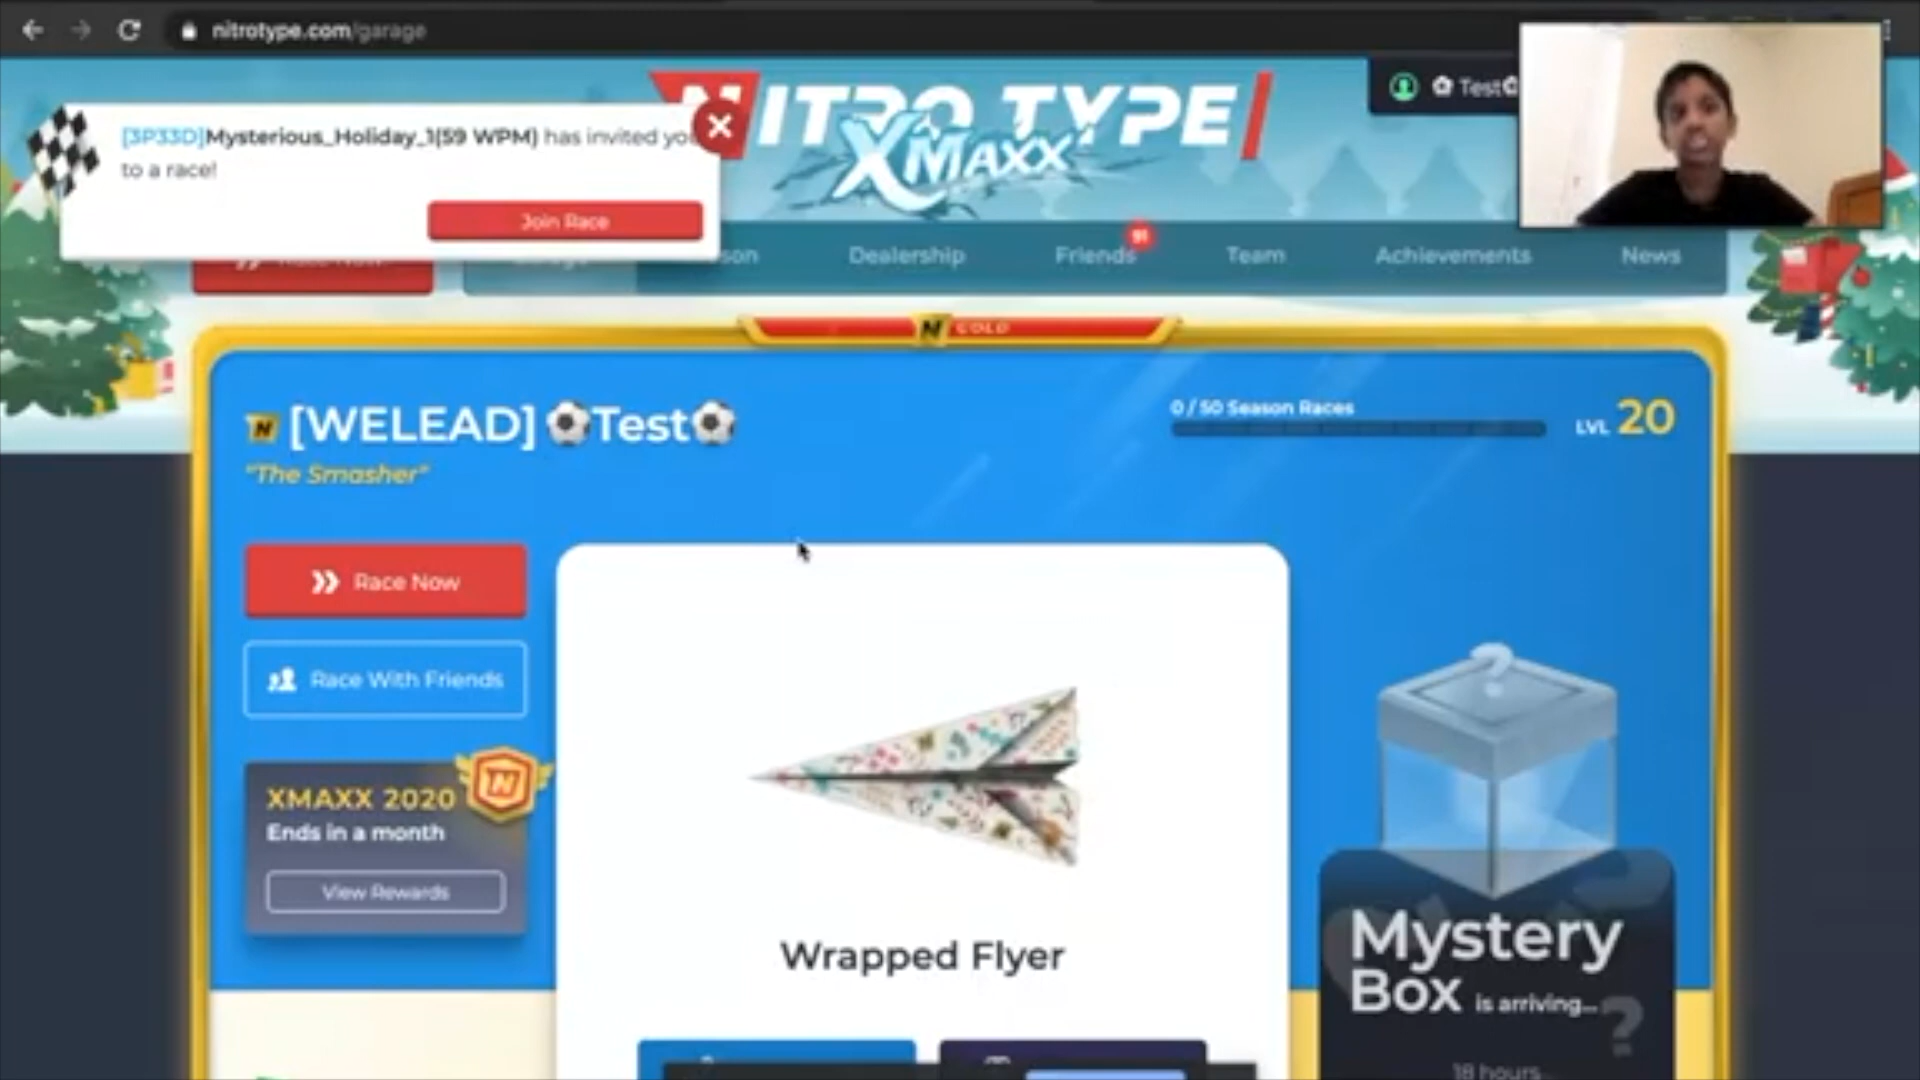 nitrotype.com/garage
NITRO TYPE
XMAXX
Test
[3P33D]Mysterious_Holiday_1(59 WPM) has invited you
to a race!
Join Race
Dealership
Friends
91
Team
Achievements
News
N GOLD
N [WELEAD] ⚽Test⚽
"The Smasher"
0 / 50 Season Races
LVL 20
Race Now
Race With Friends
XMAXX 2020
N
Ends in a month
View Rewards
Wrapped Flyer
Mystery
Box is arriving...
18 hours